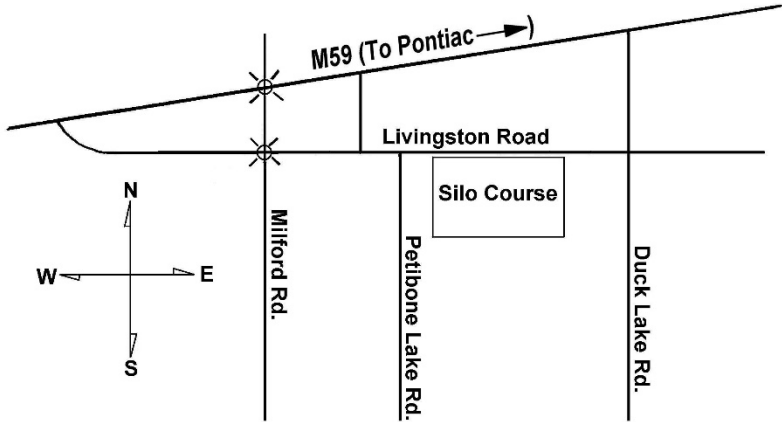 M59 (To Pontiac )
Livingston Road
Silo Course
N
W
E
S
Milford Rd.
Petibone Lake Rd.
Duck Lake Rd.